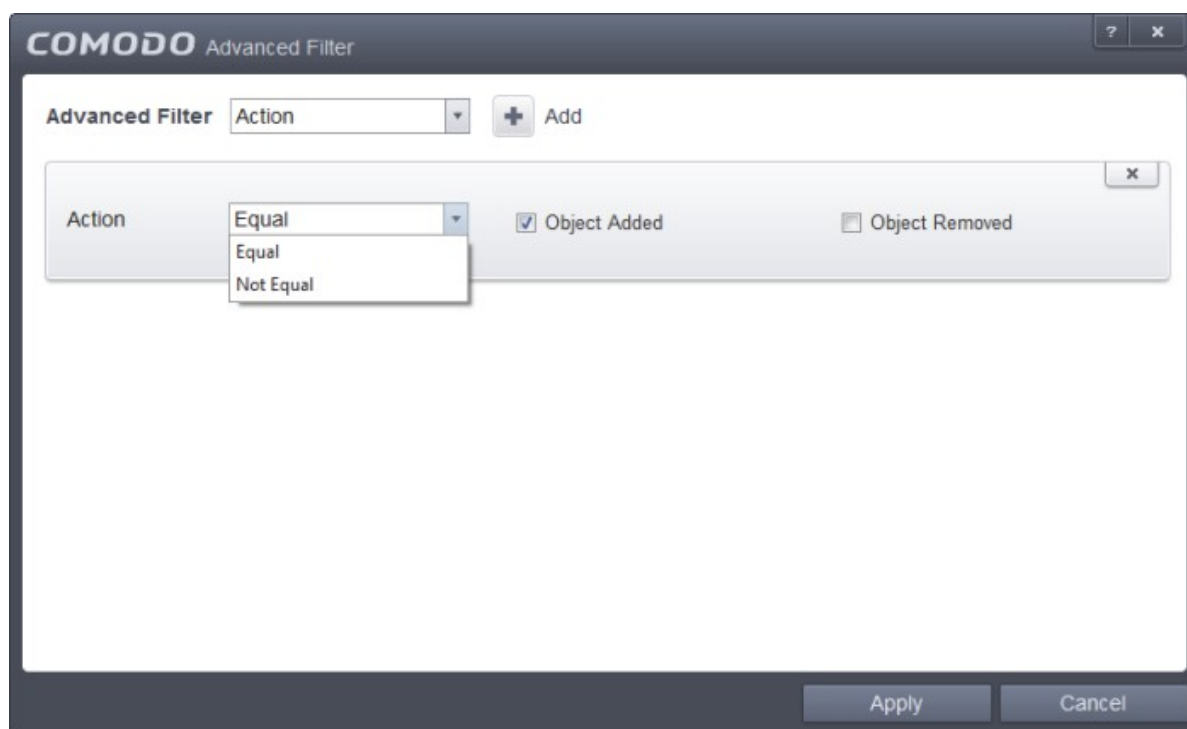 COMODO Advanced Filter
Advanced Filter Action Add
Action Equal Object Added Object Removed
Equal
Not Equal
Apply Cancel